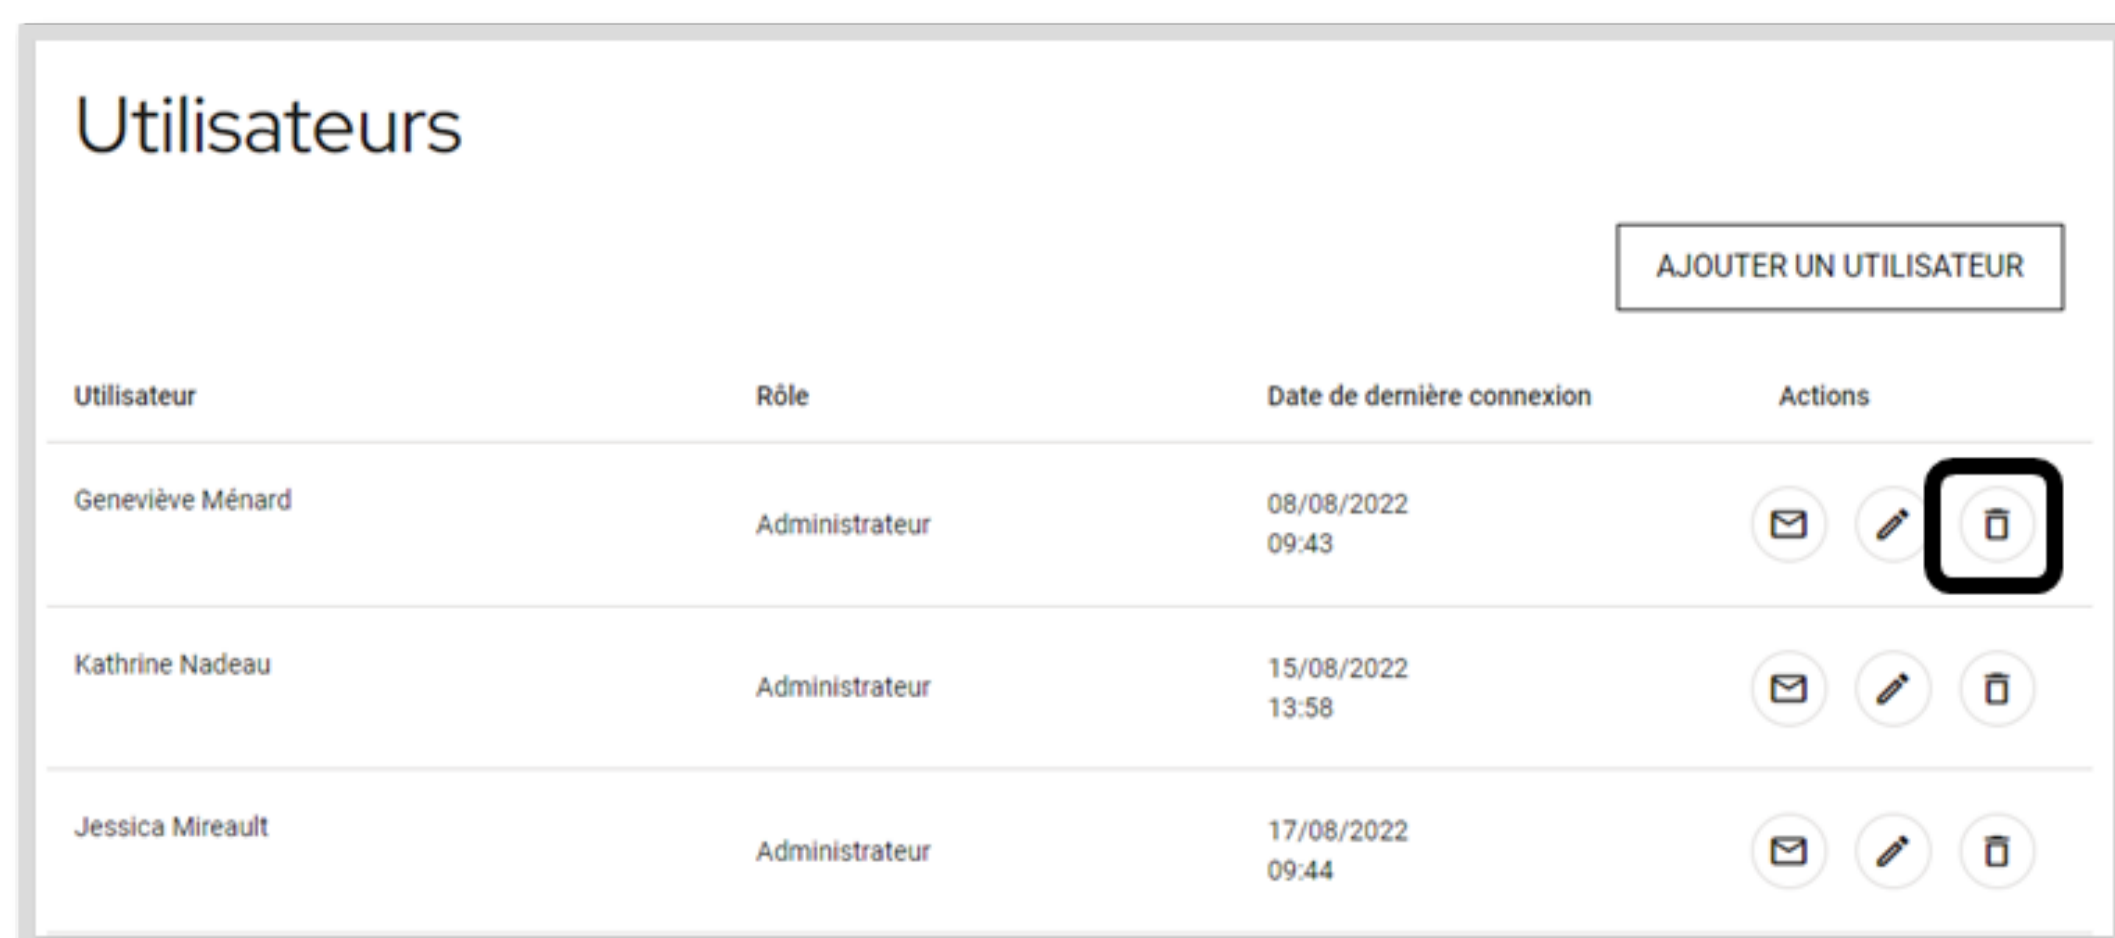 Utilisateurs
AJOUTER UN UTILISATEUR
Utilisateur Rôle Date de dernière connexion Actions
Geneviève Ménard
Administrateur
08/08/2022
09:43
Kathrine Nadeau
Administrateur
15/08/2022
13:58
Jessica Mireault
Administrateur
17/08/2022
09:44